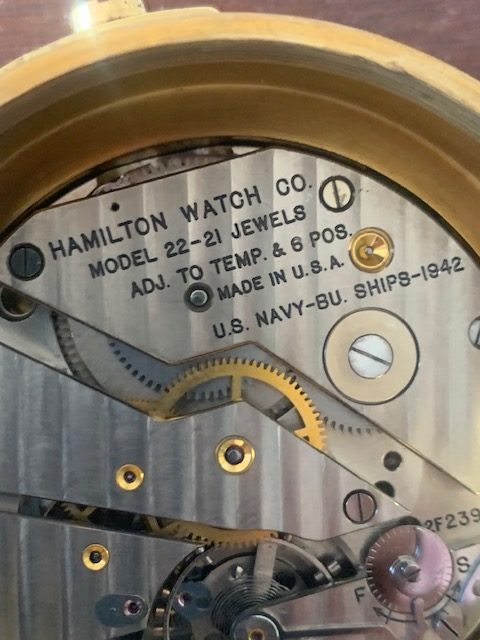 HAMILTON WATCH CO.
MODEL 22-21 JEWELS
ADJ. TO TEMP. & 6 POS.
MADE IN U.S.A.
U.S. NAVY-BU. SHIPS-1942
2F239
F S